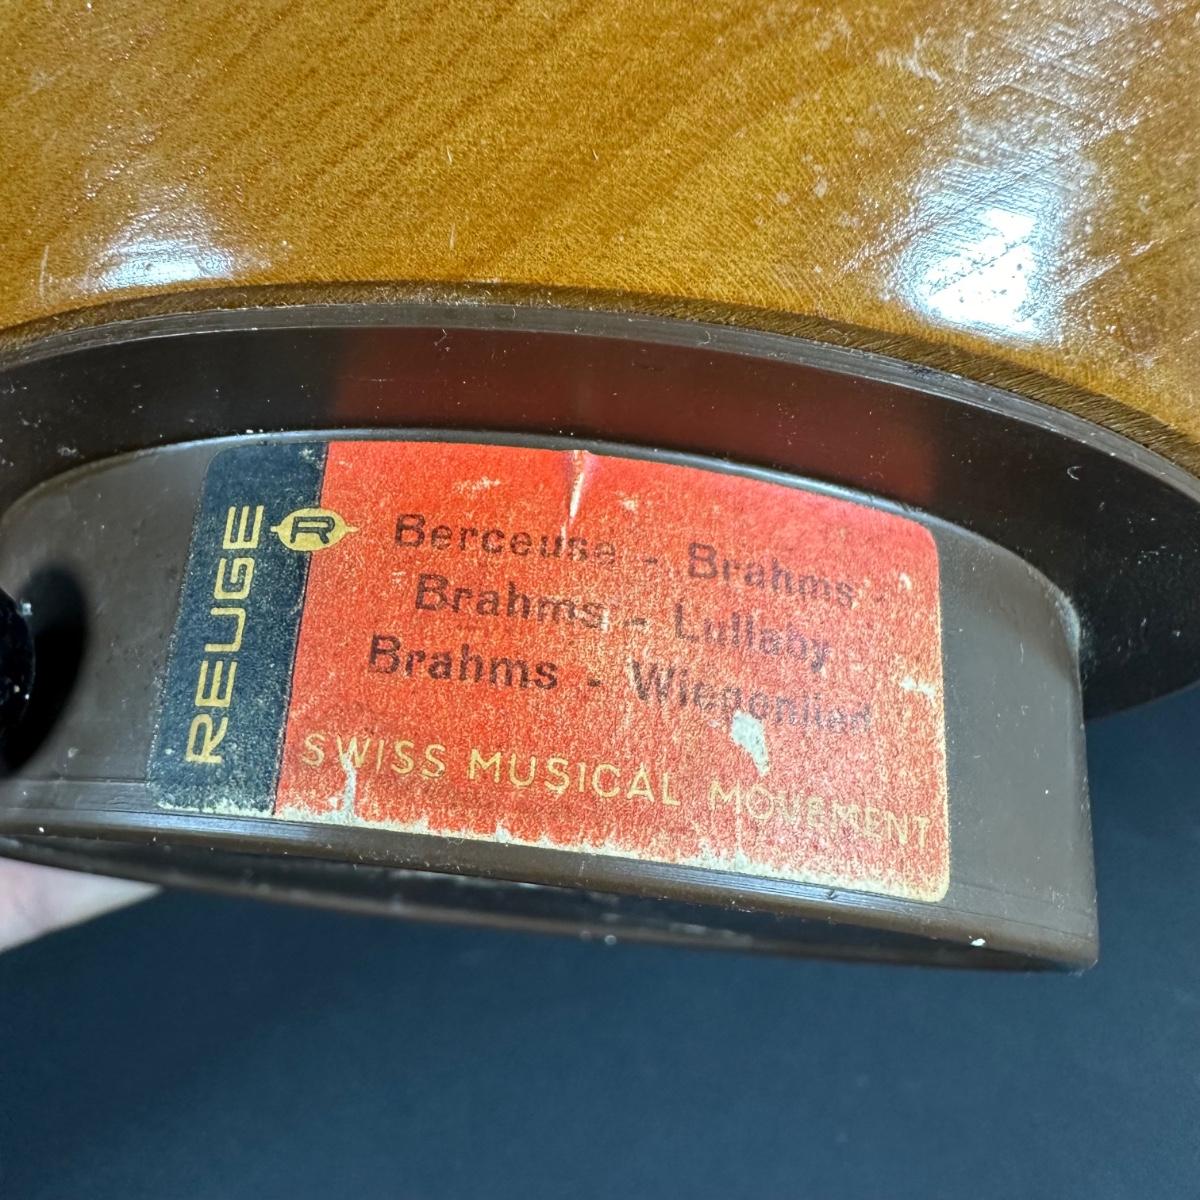 REUGE
R
Berceuse - Brahms -
Brahms - Lullaby
Brahms - Wiegenlied
SWISS MUSICAL MOVEMENT